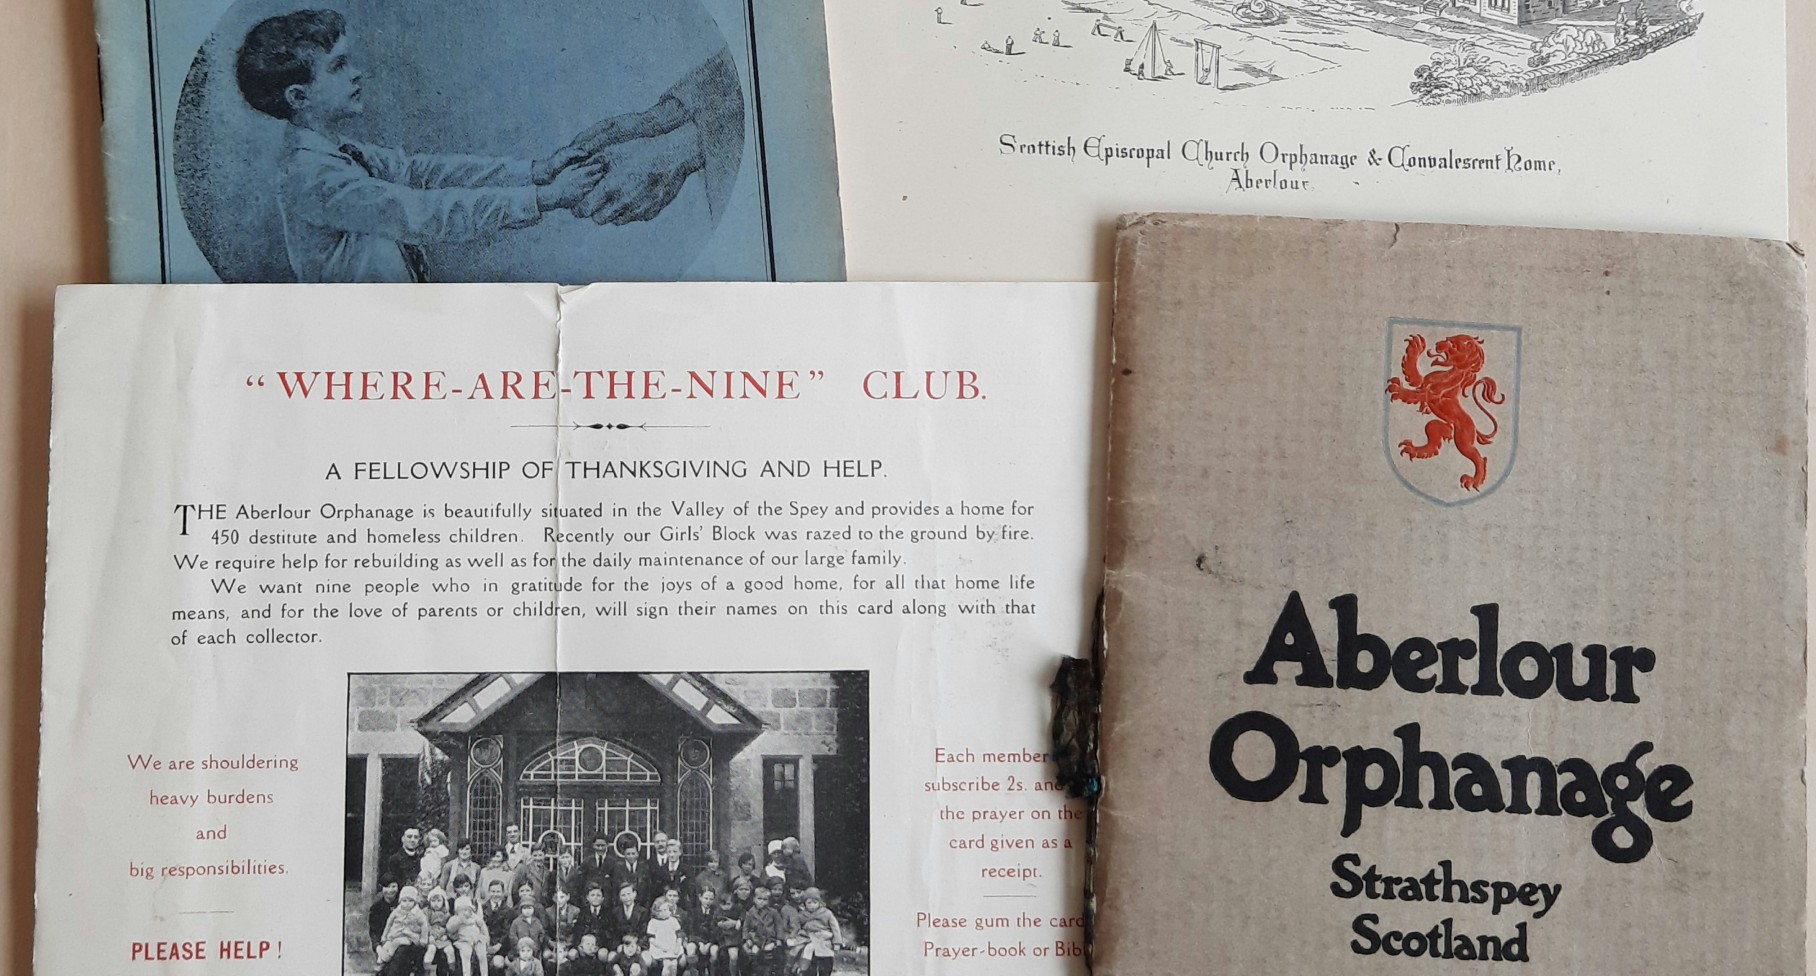 Scottish Episcopal Church Orphanage & Convalescent Home,
Aberlour.
"WHERE-ARE-THE-NINE" CLUB.
A FELLOWSHIP OF THANKSGIVING AND HELP.
THE Aberlour Orphanage is beautifully situated in the Valley of the Spey and provides a home for
450 destitute and homeless children. Recently our Girls' Block was razed to the ground by fire.
We require help for rebuilding as well as for the daily maintenance of our large family.
We want nine people who in gratitude for the joys of a good home, for all that home life
means, and for the love of parents or children, will sign their names on this card along with that
of each collector.
We are shouldering
heavy burdens
and
big responsibilities.
PLEASE HELP!
Each member
subscribe 2s. and
the prayer on the
card given as a
receipt.
Please gum the card
Prayer-book or
Aberlour
Orphanage
Strathspey
Scotland